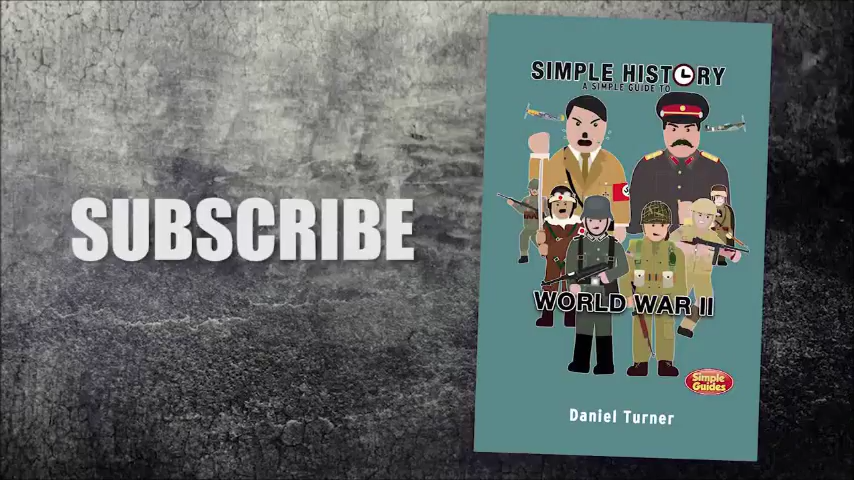 SUBSCRIBE
SIMPLE HISTORY
A SIMPLE GUIDE TO
WORLD WAR II
Simple
Guides
Daniel Turner